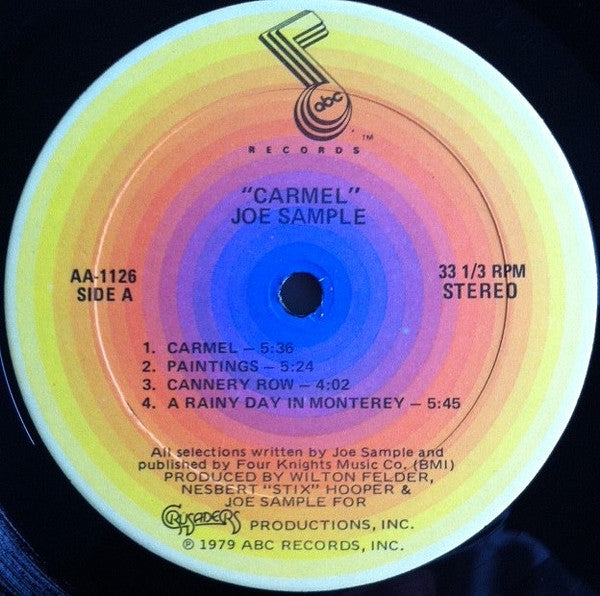 abc
TM
RECORDS
"CARMEL"
JOE SAMPLE
AA-1126
SIDE A
33 1/3 RPM
STEREO
1. CARMEL – 5:36
2. PAINTINGS – 5:24
3. CANNERY ROW – 4:02
4. A RAINY DAY IN MONTEREY – 5:45
All selections written by Joe Sample and
published by Four Knights Music Co. (BMI)
PRODUCED BY WILTON FELDER,
NESBERT "STIX" HOOPER &
JOE SAMPLE FOR
CRUSADERS PRODUCTIONS, INC.
℗ 1979 ABC RECORDS, INC.